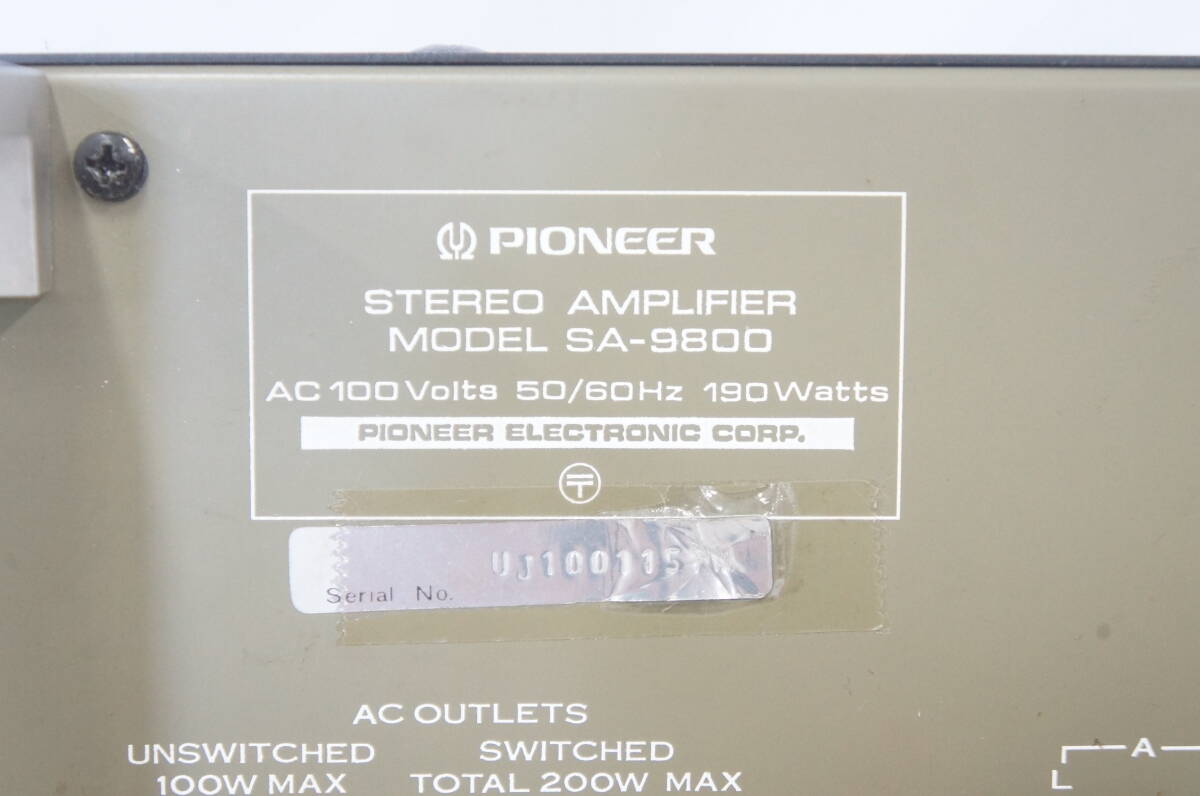 PIONEER
STEREO AMPLIFIER
MODEL SA-9800
AC 100 Volts 50/60Hz 190 Watts
PIONEER ELECTRONIC CORP.
〒
Serial No.
AC OUTLETS
UNSWITCHED SWITCHED
100W MAX TOTAL 200W MAX
A
L